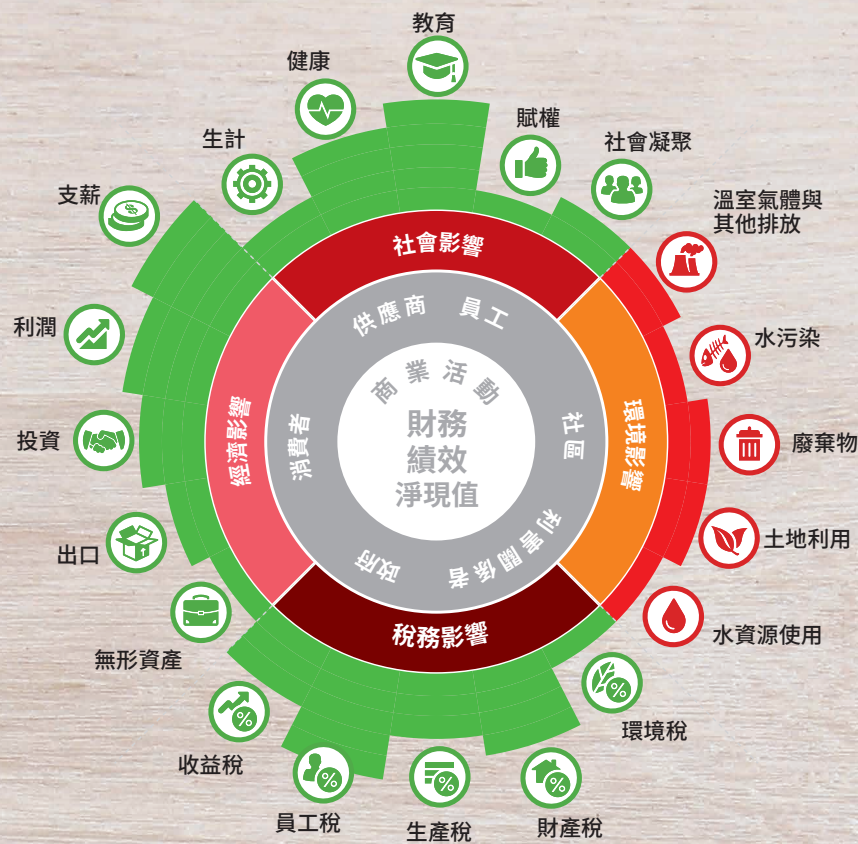 教育
健康
賦權
生計
社會凝聚
支薪
溫室氣體與
其他排放
利潤
水污染
投資
廢棄物
出口
土地利用
無形資產
水資源使用
收益稅
環境稅
員工稅
生產稅
財產稅
社會影響
經濟影響
環境影響
稅務影響
供應商
員工
消費者
社區
政府
利害關係者
商業活動
財務
績效
淨現值
%
%
%
%
%
$